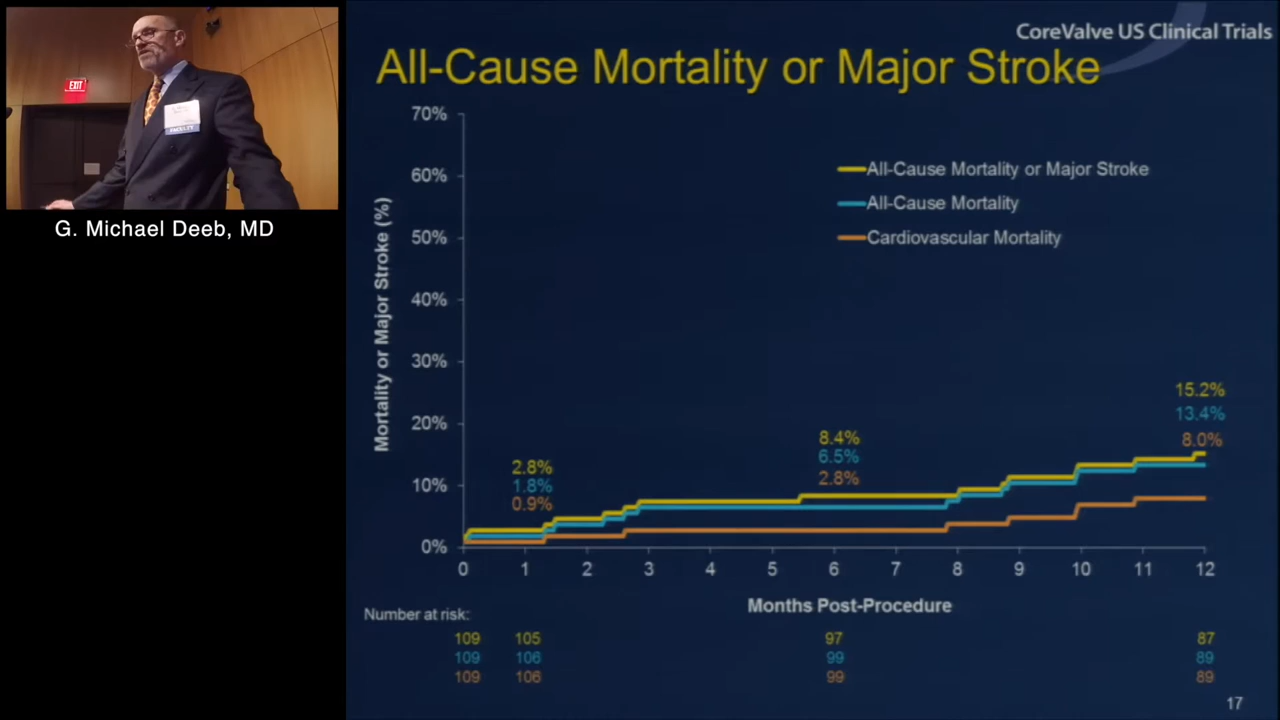 EXIT
FACULTY
G. Michael Deeb, MD
CoreValve US Clinical Trials
All-Cause Mortality or Major Stroke
Mortality or Major Stroke (%)
70%
60%
50%
40%
30%
20%
10%
0%
All-Cause Mortality or Major Stroke
All-Cause Mortality
Cardiovascular Mortality
2.8%
1.8%
0.9%
8.4%
6.5%
2.8%
15.2%
13.4%
8.0%
0 1 2 3 4 5 6 7 8 9 10 11 12
Months Post-Procedure
Number at risk:
109 105 97 87
109 106 99 89
109 106 99 89
17